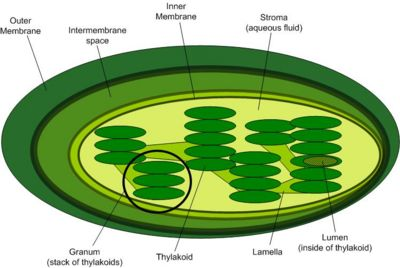 Outer
Membrane
Intermembrane
space
Inner
Membrane
Stroma
(aqueous fluid)
Granum
(stack of thylakoids)
Thylakoid
Lamella
Lumen
(inside of thylakoid)